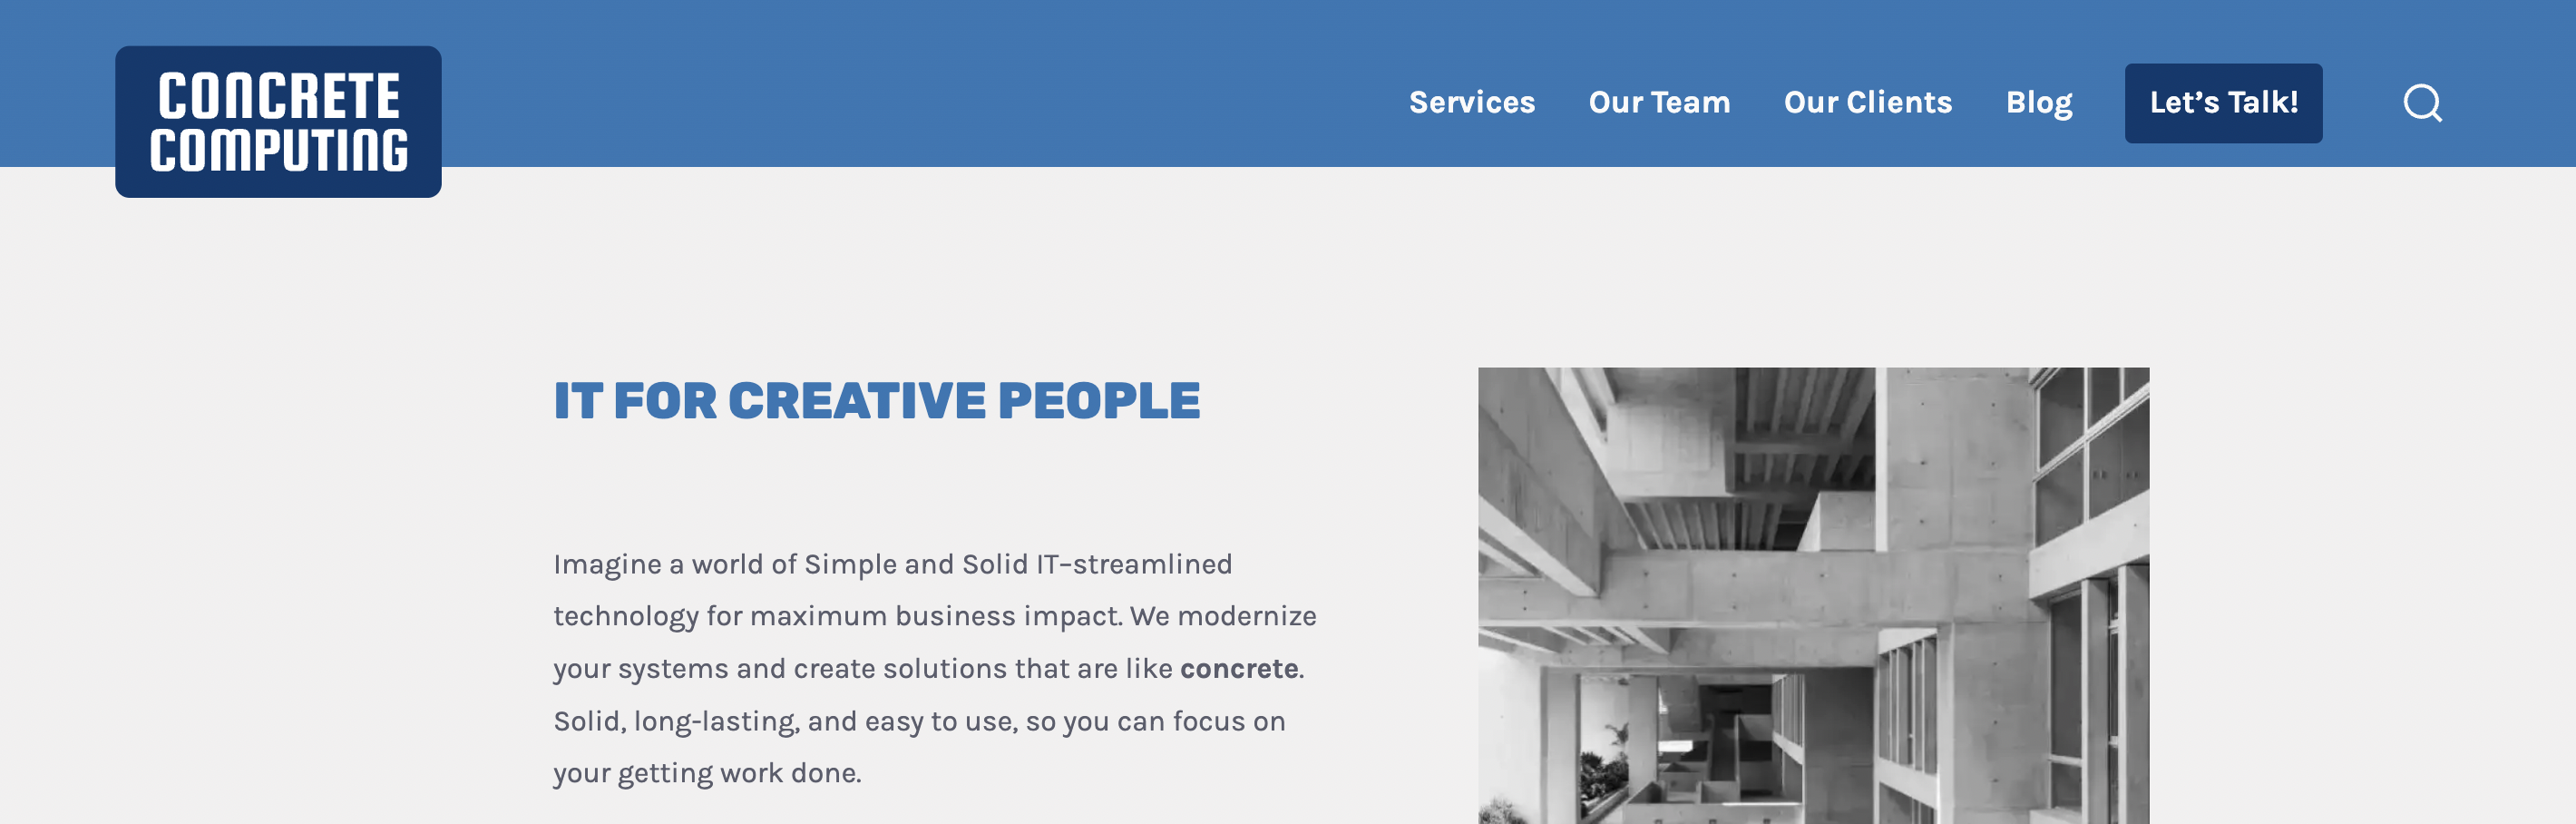 CONCRETE
COMPUTING
Services Our Team Our Clients Blog Let’s Talk!
IT FOR CREATIVE PEOPLE
Imagine a world of Simple and Solid IT–streamlined
technology for maximum business impact. We modernize
your systems and create solutions that are like concrete.
Solid, long-lasting, and easy to use, so you can focus on
your getting work done.